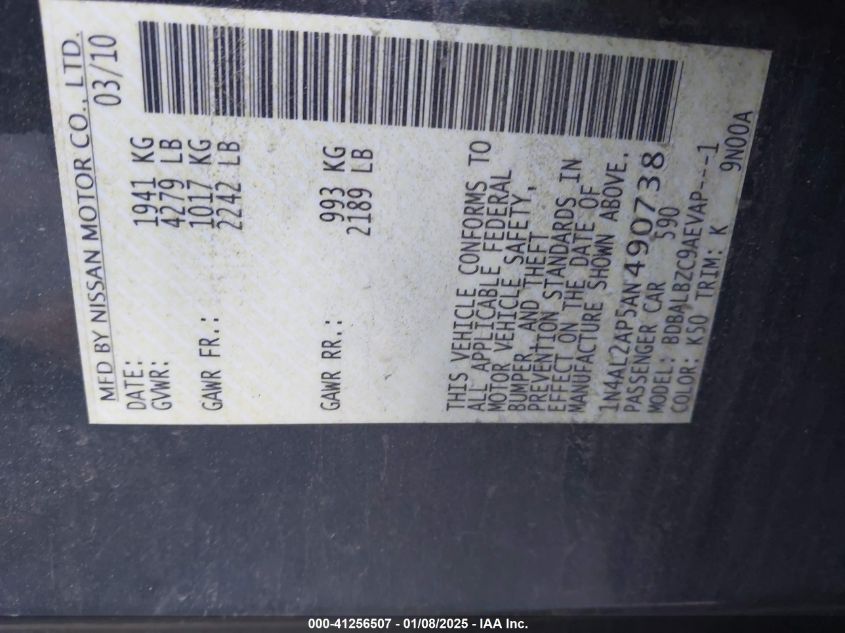 MFD BY NISSAN MOTOR CO., LTD.
DATE: 03/10
GVWR: 1941 KG
4279 LB
GAWR FR.: 1017 KG
2242 LB
GAWR RR.: 993 KG
2189 LB
THIS VEHICLE CONFORMS TO
ALL APPLICABLE FEDERAL
MOTOR VEHICLE SAFETY,
BUMPER, AND THEFT
PREVENTION STANDARDS IN
EFFECT ON THE DATE OF
MANUFACTURE SHOWN ABOVE.
1N4AL2AP5AN490738
PASSENGER CAR 590
MODEL: BDBALBZC9AEVAP---1
COLOR: K50 TRIM: K 9N00A
000-41256507 - 01/08/2025 - IAA Inc.